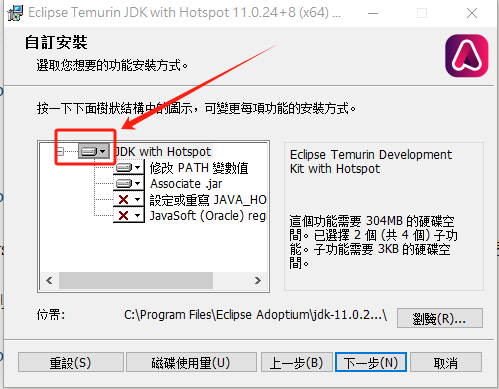 Eclipse Temurin JDK with Hotspot 11.0.24+8 (x64) ...
自訂安裝
選取您想要的功能安裝方式。
按一下下面樹狀結構中的圖示，可變更每項功能的安裝方式。
JDK with Hotspot
修改 PATH 變數值
Associate .jar
設定或重寫 JAVA_HO
JavaSoft (Oracle) regi
Eclipse Temurin Development
Kit with Hotspot
這個功能需要 304MB 的硬碟空
間。已選擇 2 個 (共 4 個) 子功
能。子功能需要 3KB 的硬碟空
間。
位置:
C:\Program Files\Eclipse Adoptium\jdk-11.0.2...\
瀏覽(R)...
重設(S)
磁碟使用量(U)
上一步(B)
下一步(N)
取消